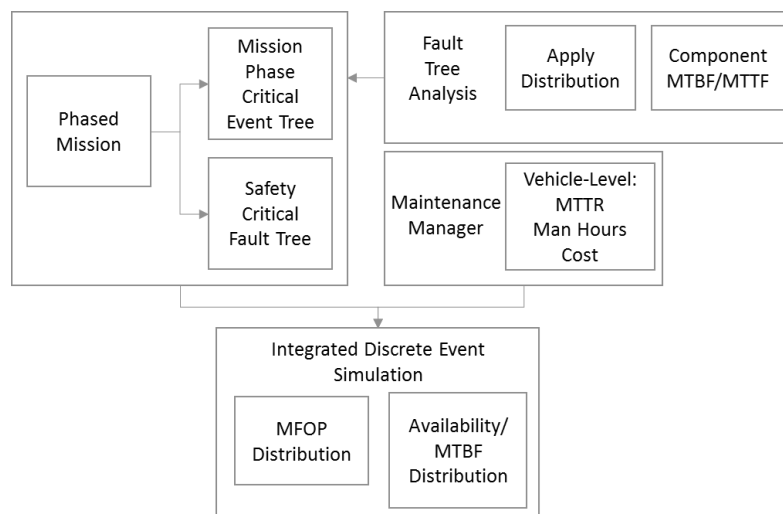 Phased
Mission
Mission
Phase
Critical
Event Tree
Safety
Critical
Fault Tree
Fault
Tree
Analysis
Apply
Distribution
Component
MTBF/MTTF
Maintenance
Manager
Vehicle-Level:
MTTR
Man Hours
Cost
Integrated Discrete Event
Simulation
MFOP
Distribution
Availability/
MTBF
Distribution